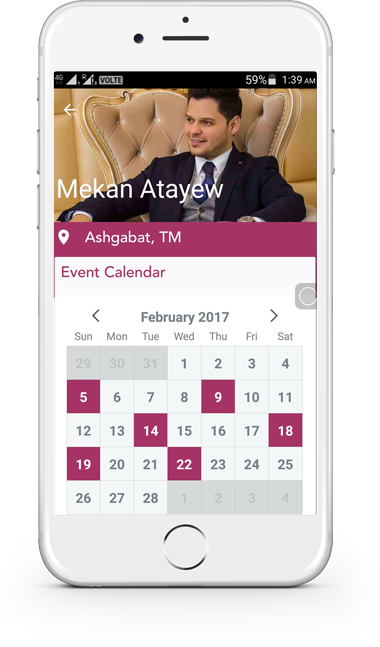 4G R VOLTE 59% 1:39 AM
Mekan Atayew
Ashgabat, TM
Event Calendar
February 2017
Sun Mon Tue Wed Thu Fri Sat
29 30 31 1 2 3 4
5 6 7 8 9 10 11
12 13 14 15 16 17 18
19 20 21 22 23 24 25
26 27 28 1 2 3 4